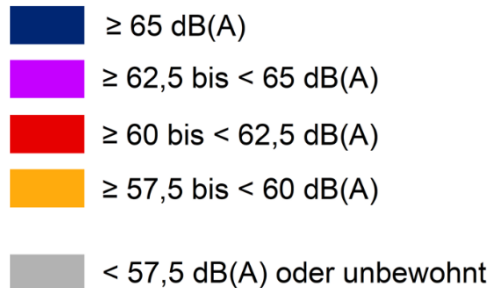 ≥ 65 dB(A)
≥ 62,5 bis < 65 dB(A)
≥ 60 bis < 62,5 dB(A)
≥ 57,5 bis < 60 dB(A)
< 57,5 dB(A) oder unbewohnt